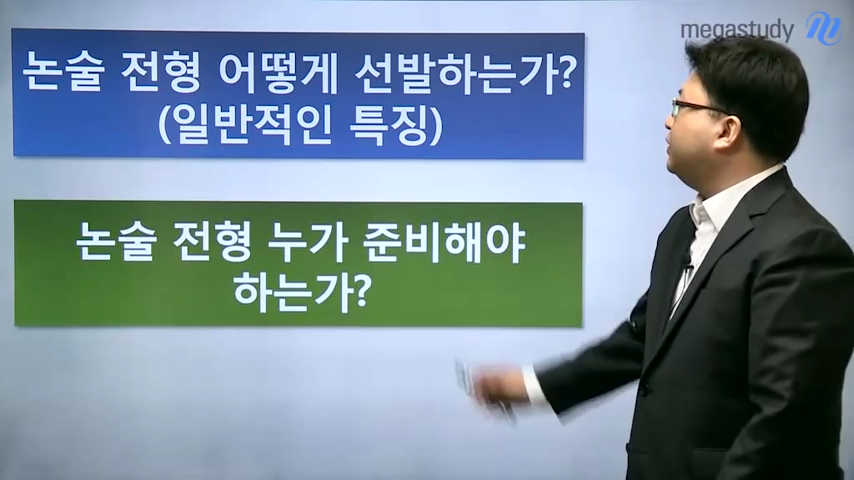 megastudy
논술 전형 어떻게 선발하는가?
(일반적인 특징)
논술 전형 누가 준비해야
하는가?